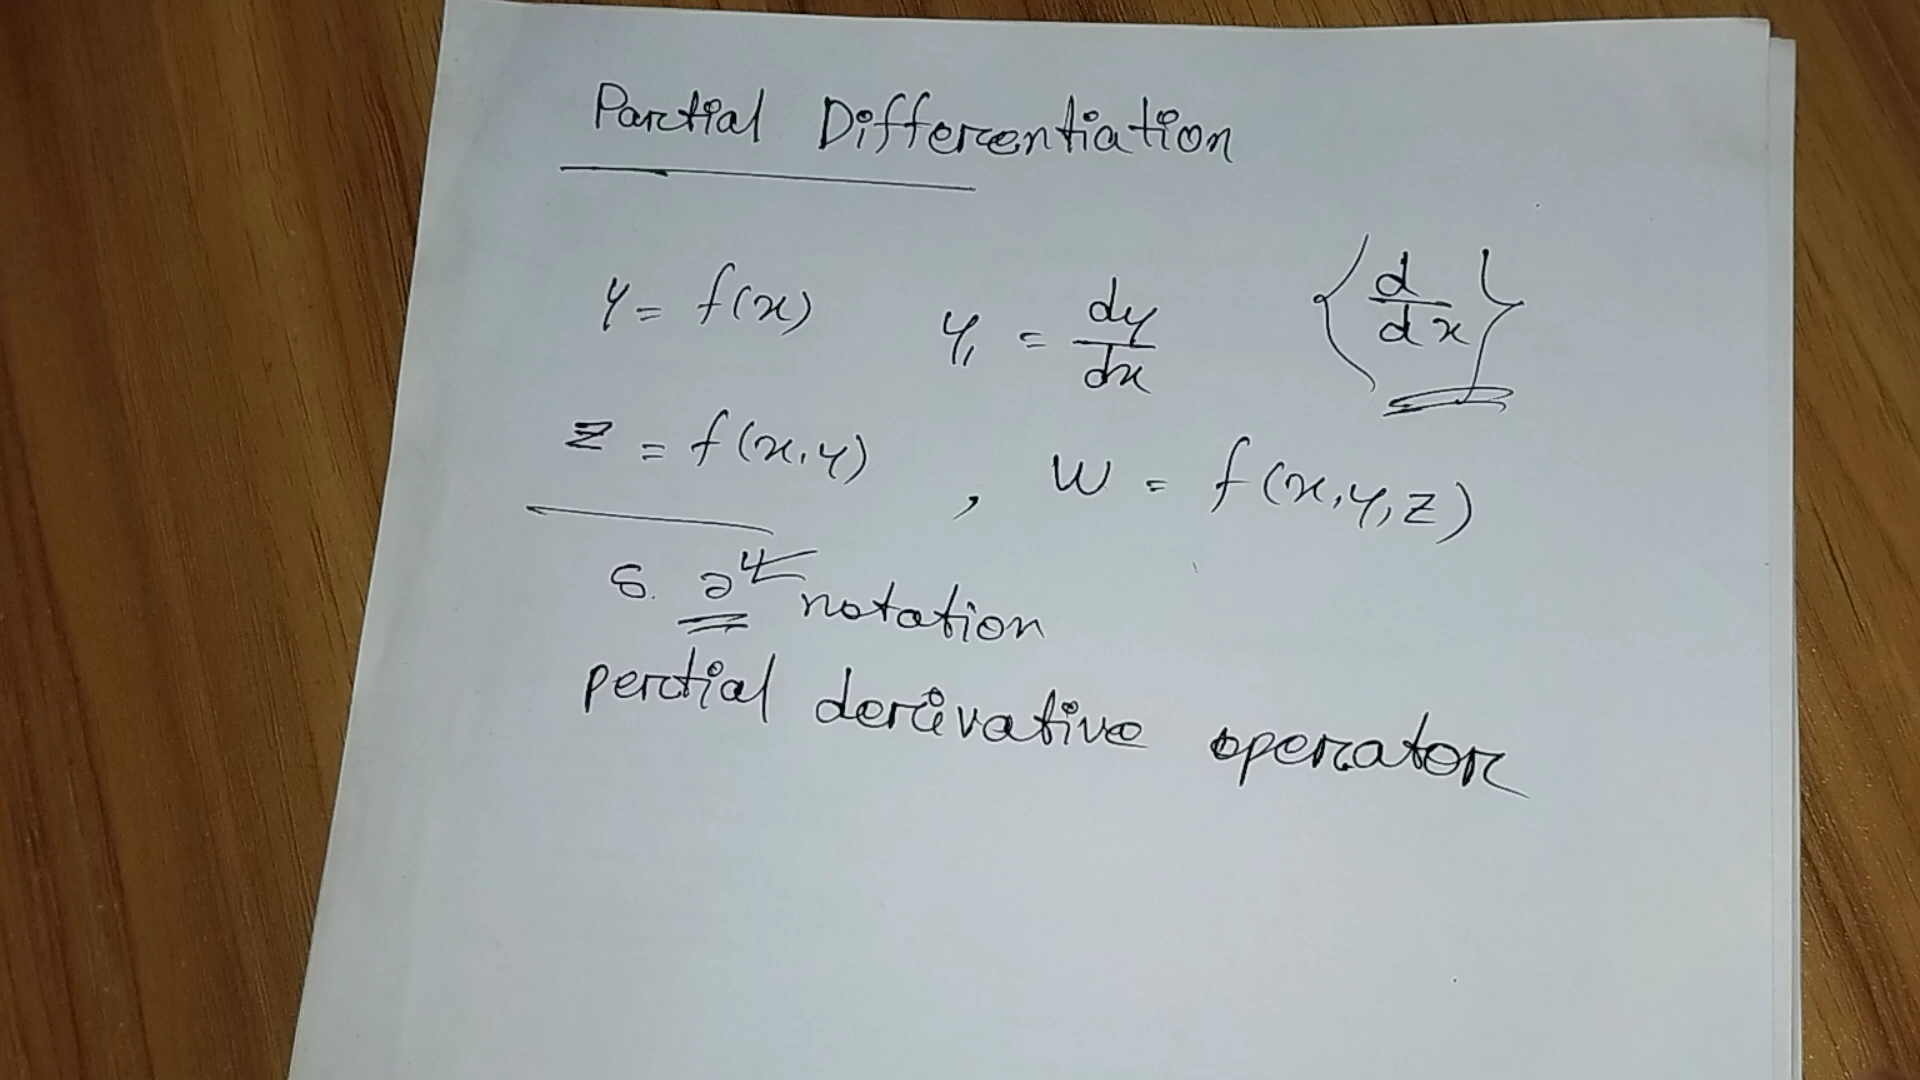 Partial Differentiation
y = f(x) y₁ = dy/dx {d/dx}
z = f(x,y) , w = f(x,y,z)
δ. ∂ notation
pertial derivative operator